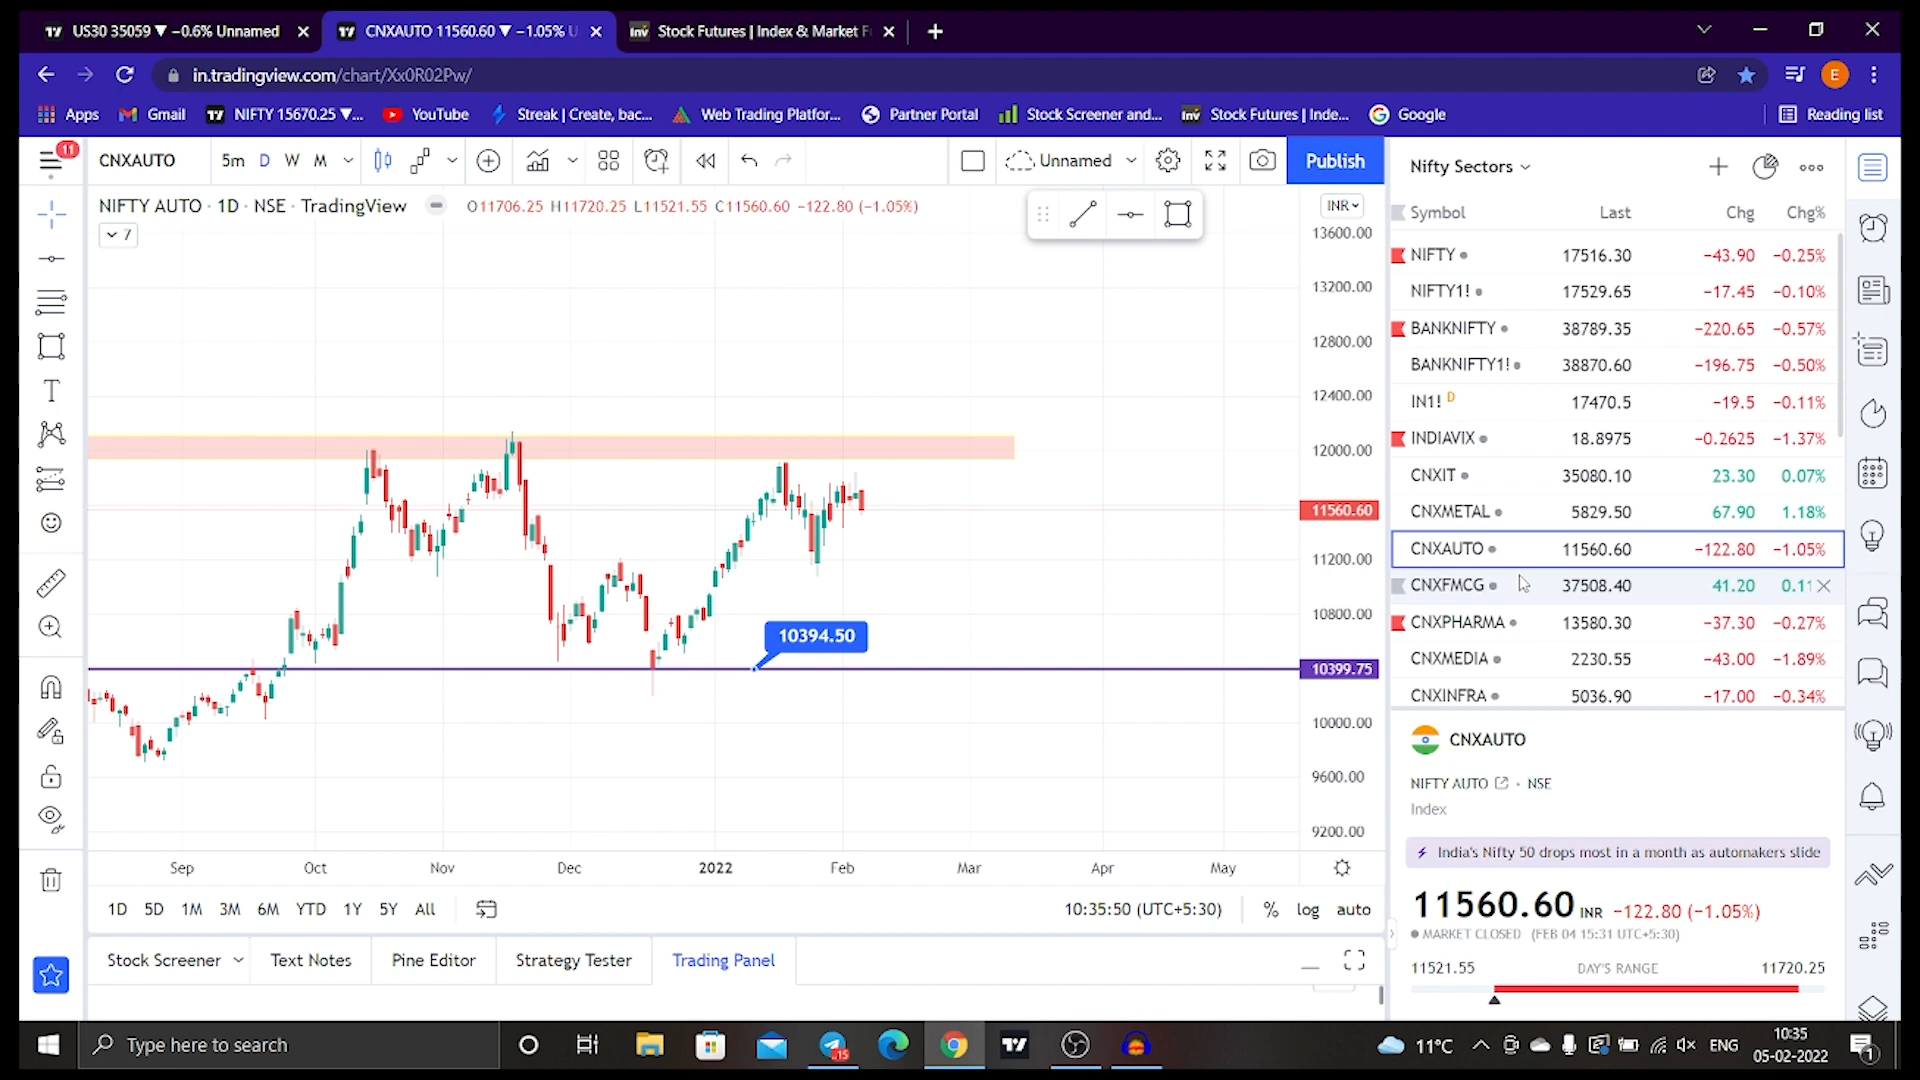 US30 35059 ▼ −0.6% Unnamed
CNXAUTO 11560.60 ▼ −1.05% U
Stock Futures | Index & Market F
in.tradingview.com/chart/Xx0R02Pw/
E
Apps
Gmail
NIFTY 15670.25 ▼...
YouTube
Streak | Create, bac...
Web Trading Platfor...
Partner Portal
Stock Screener and...
Stock Futures | Inde...
Google
Reading list
11
CNXAUTO
5m D W M
Unnamed
Publish
NIFTY AUTO · 1D · NSE · TradingView
O11706.25 H11720.25 L11521.55 C11560.60 −122.80 (−1.05%)
7
INR
13600.00
13200.00
12800.00
12400.00
12000.00
11560.60
11200.00
10800.00
10394.50
10399.75
10000.00
9600.00
9200.00
Sep Oct Nov Dec 2022 Feb Mar Apr May
1D 5D 1M 3M 6M YTD 1Y 5Y All
10:35:50 (UTC+5:30)
% log auto
Stock Screener Text Notes Pine Editor Strategy Tester Trading Panel
Nifty Sectors
Symbol Last Chg Chg%
NIFTY 17516.30 −43.90 −0.25%
NIFTY1! 17529.65 −17.45 −0.10%
BANKNIFTY 38789.35 −220.65 −0.57%
BANKNIFTY1! 38870.60 −196.75 −0.50%
IN1! D 17470.5 −19.5 −0.11%
INDIAVIX 18.8975 −0.2625 −1.37%
CNXIT 35080.10 23.30 0.07%
CNXMETAL 5829.50 67.90 1.18%
CNXAUTO 11560.60 −122.80 −1.05%
CNXFMCG 37508.40 41.20 0.11
CNXPHARMA 13580.30 −37.30 −0.27%
CNXMEDIA 2230.55 −43.00 −1.89%
CNXINFRA 5036.90 −17.00 −0.34%
CNXAUTO
NIFTY AUTO · NSE
Index
India's Nifty 50 drops most in a month as automakers slide
11560.60 INR −122.80 (−1.05%)
MARKET CLOSED (FEB 04 15:31 UTC+5:30)
11521.55 DAY'S RANGE 11720.25
Type here to search
15
11°C
ENG
10:35
05-02-2022
1